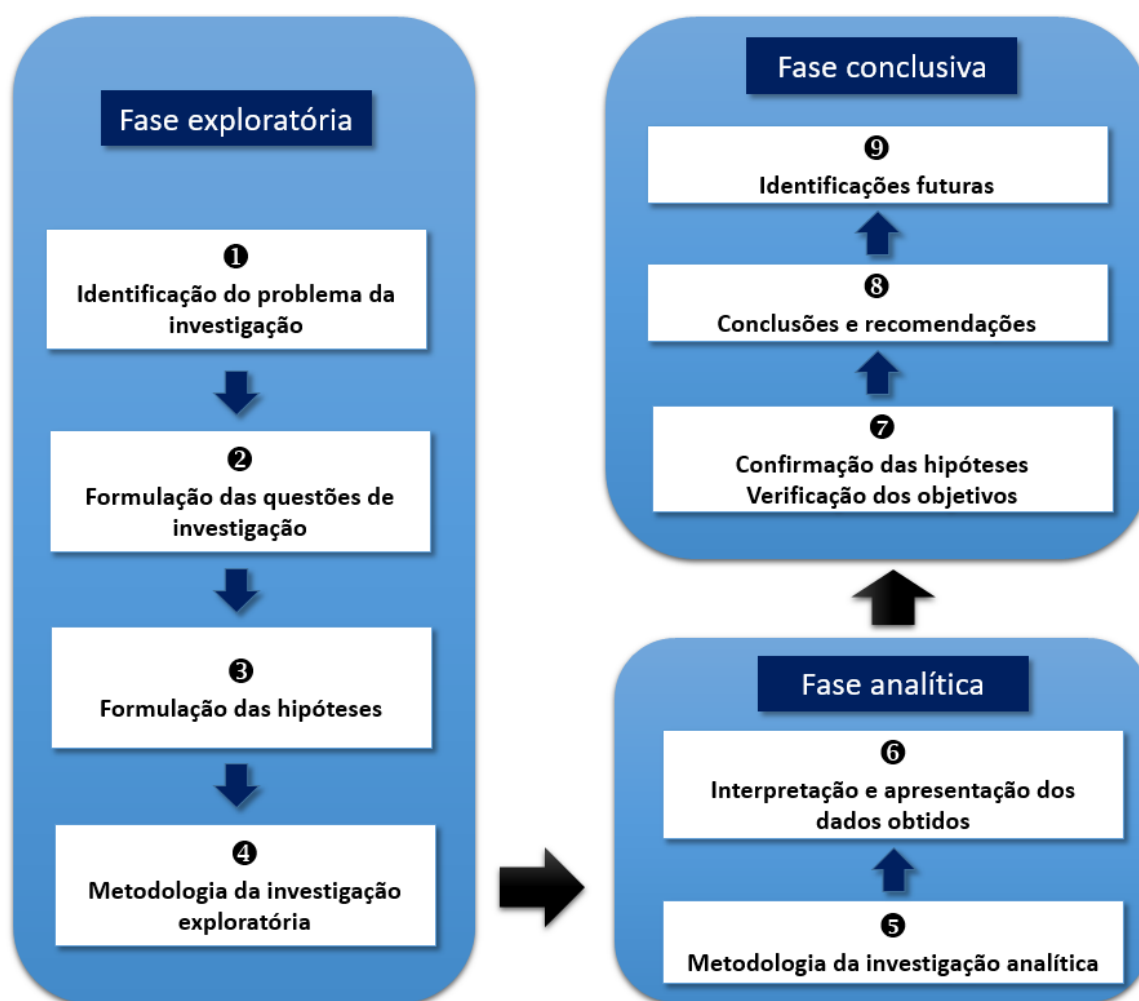 Fase exploratória
❶
Identificação do problema da
investigação
❷
Formulação das questões de
investigação
❸
Formulação das hipóteses
❹
Metodologia da investigação
exploratória
Fase conclusiva
❾
Identificações futuras
❽
Conclusões e recomendações
❼
Confirmação das hipóteses
Verificação dos objetivos
Fase analítica
❻
Interpretação e apresentação dos
dados obtidos
❺
Metodologia da investigação analítica